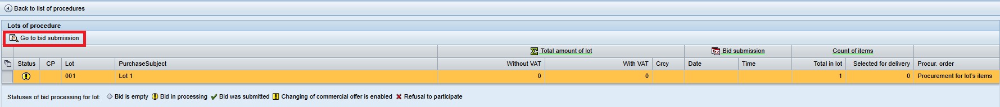 Back to list of procedures
Lots of procedure
Go to bid submission
Total amount of lot Bid submission Count of items
Status CP Lot PurchaseSubject Without VAT With VAT Crcy Date Time Total in lot Selected for delivery Procur. order
001 Lot 1 0 0 1 0 Procurement for lot's items
Statuses of bid processing for lot: Bid is empty Bid in processing Bid was submitted Changing of commercial offer is enabled Refusal to participate